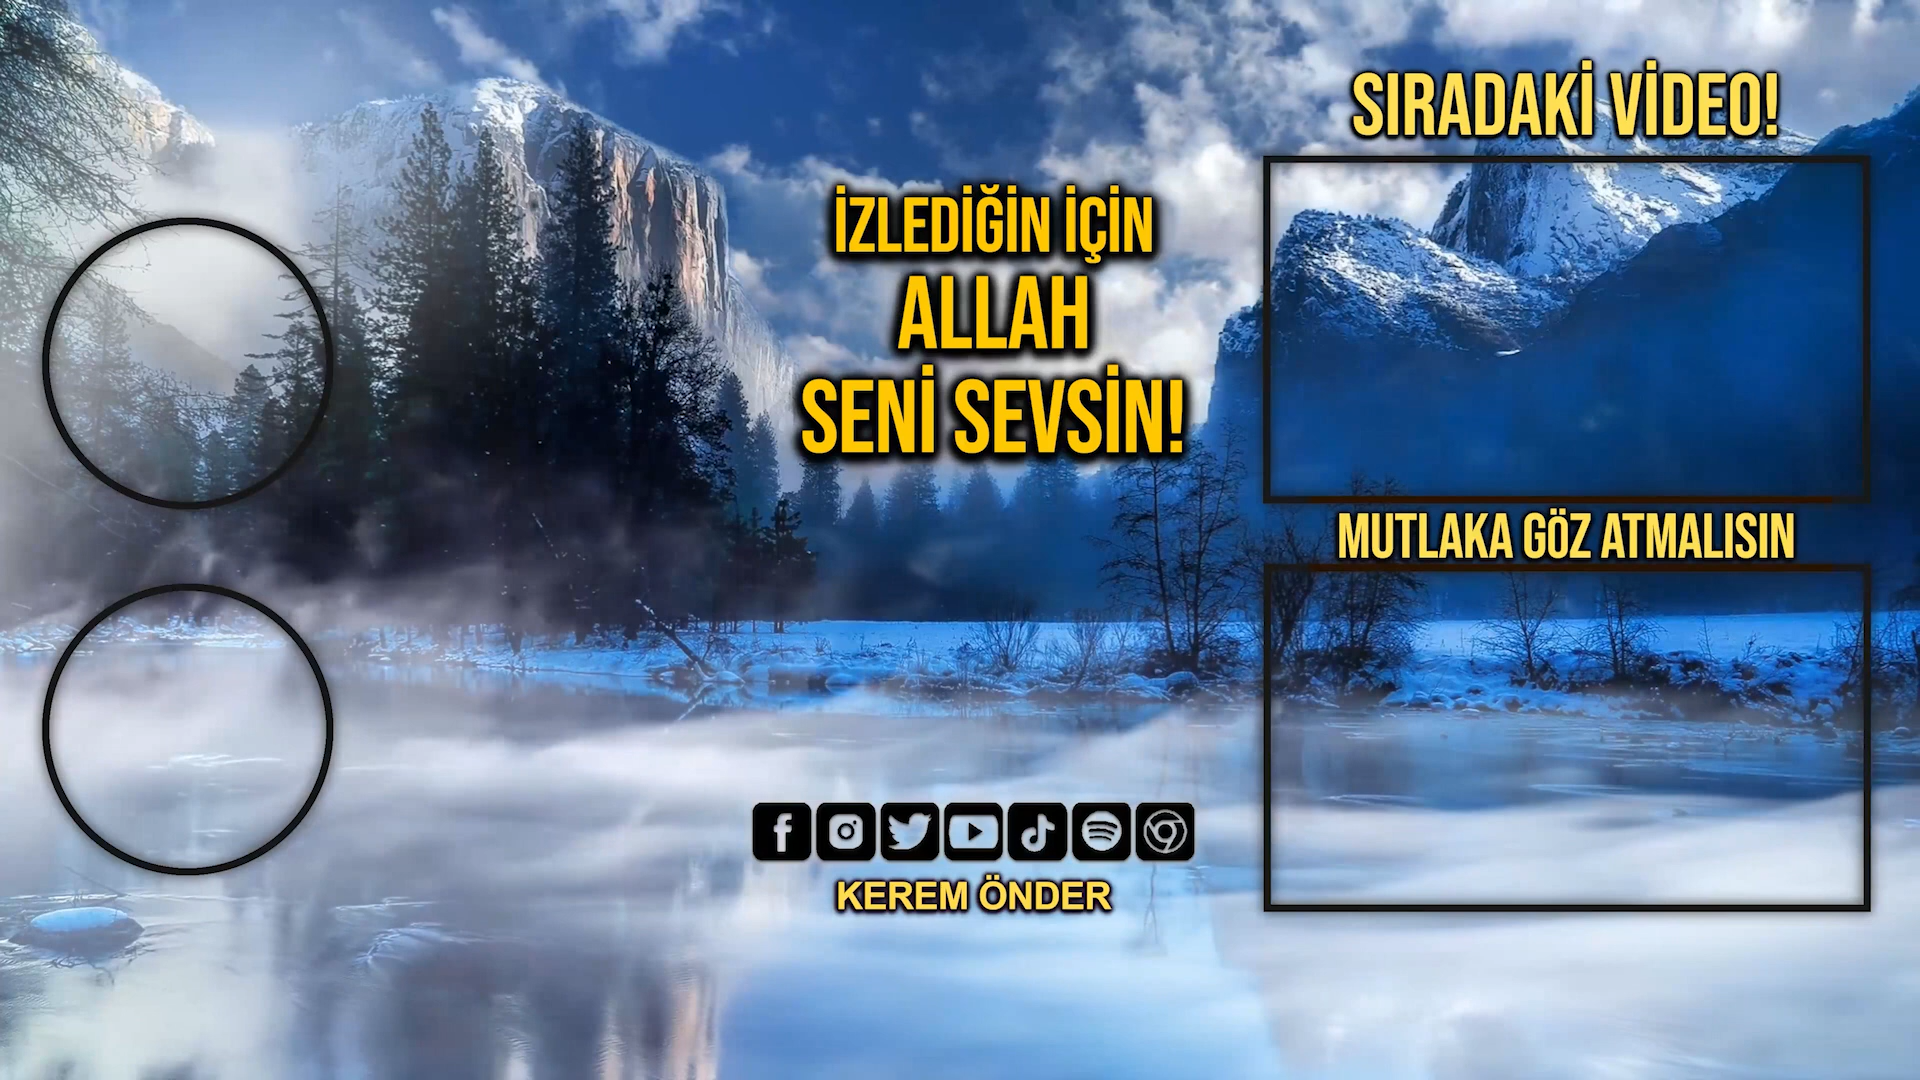 SIRADAKİ VİDEO!
İZLEDİĞİN İÇİN
ALLAH
SENİ SEVSİN!
MUTLAKA GÖZ ATMALISIN
KEREM ÖNDER